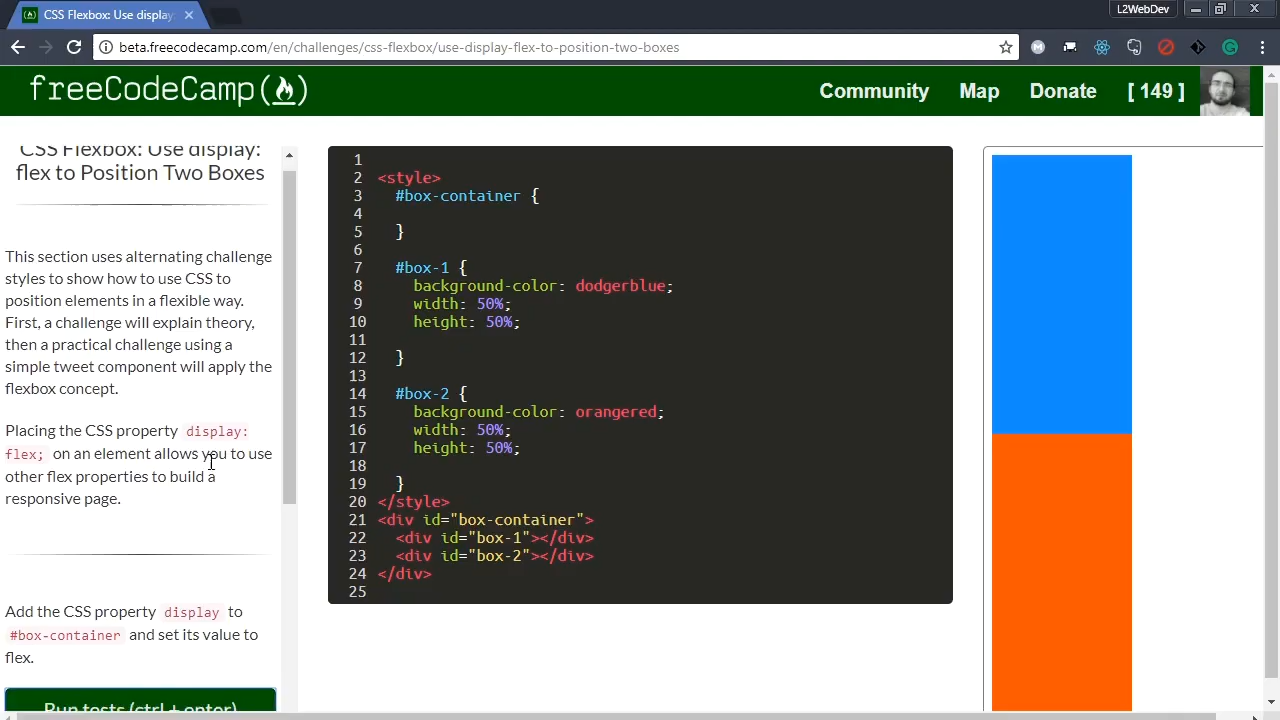 CSS Flexbox: Use display:
L2WebDev
beta.freecodecamp.com/en/challenges/css-flexbox/use-display-flex-to-position-two-boxes
freeCodeCamp
Community Map Donate [ 149 ]
CSS Flexbox: Use display:
flex to Position Two Boxes
This section uses alternating challenge
styles to show how to use CSS to
position elements in a flexible way.
First, a challenge will explain theory,
then a practical challenge using a
simple tweet component will apply the
flexbox concept.
Placing the CSS property display:
flex; on an element allows you to use
other flex properties to build a
responsive page.
Add the CSS property display to
#box-container and set its value to
flex.
Run tests (ctrl + enter)
1
2 <style>
3 #box-container {
4
5 }
6
7 #box-1 {
8 background-color: dodgerblue;
9 width: 50%;
10 height: 50%;
11
12 }
13
14 #box-2 {
15 background-color: orangered;
16 width: 50%;
17 height: 50%;
18
19 }
20 </style>
21 <div id="box-container">
22 <div id="box-1"></div>
23 <div id="box-2"></div>
24 </div>
25